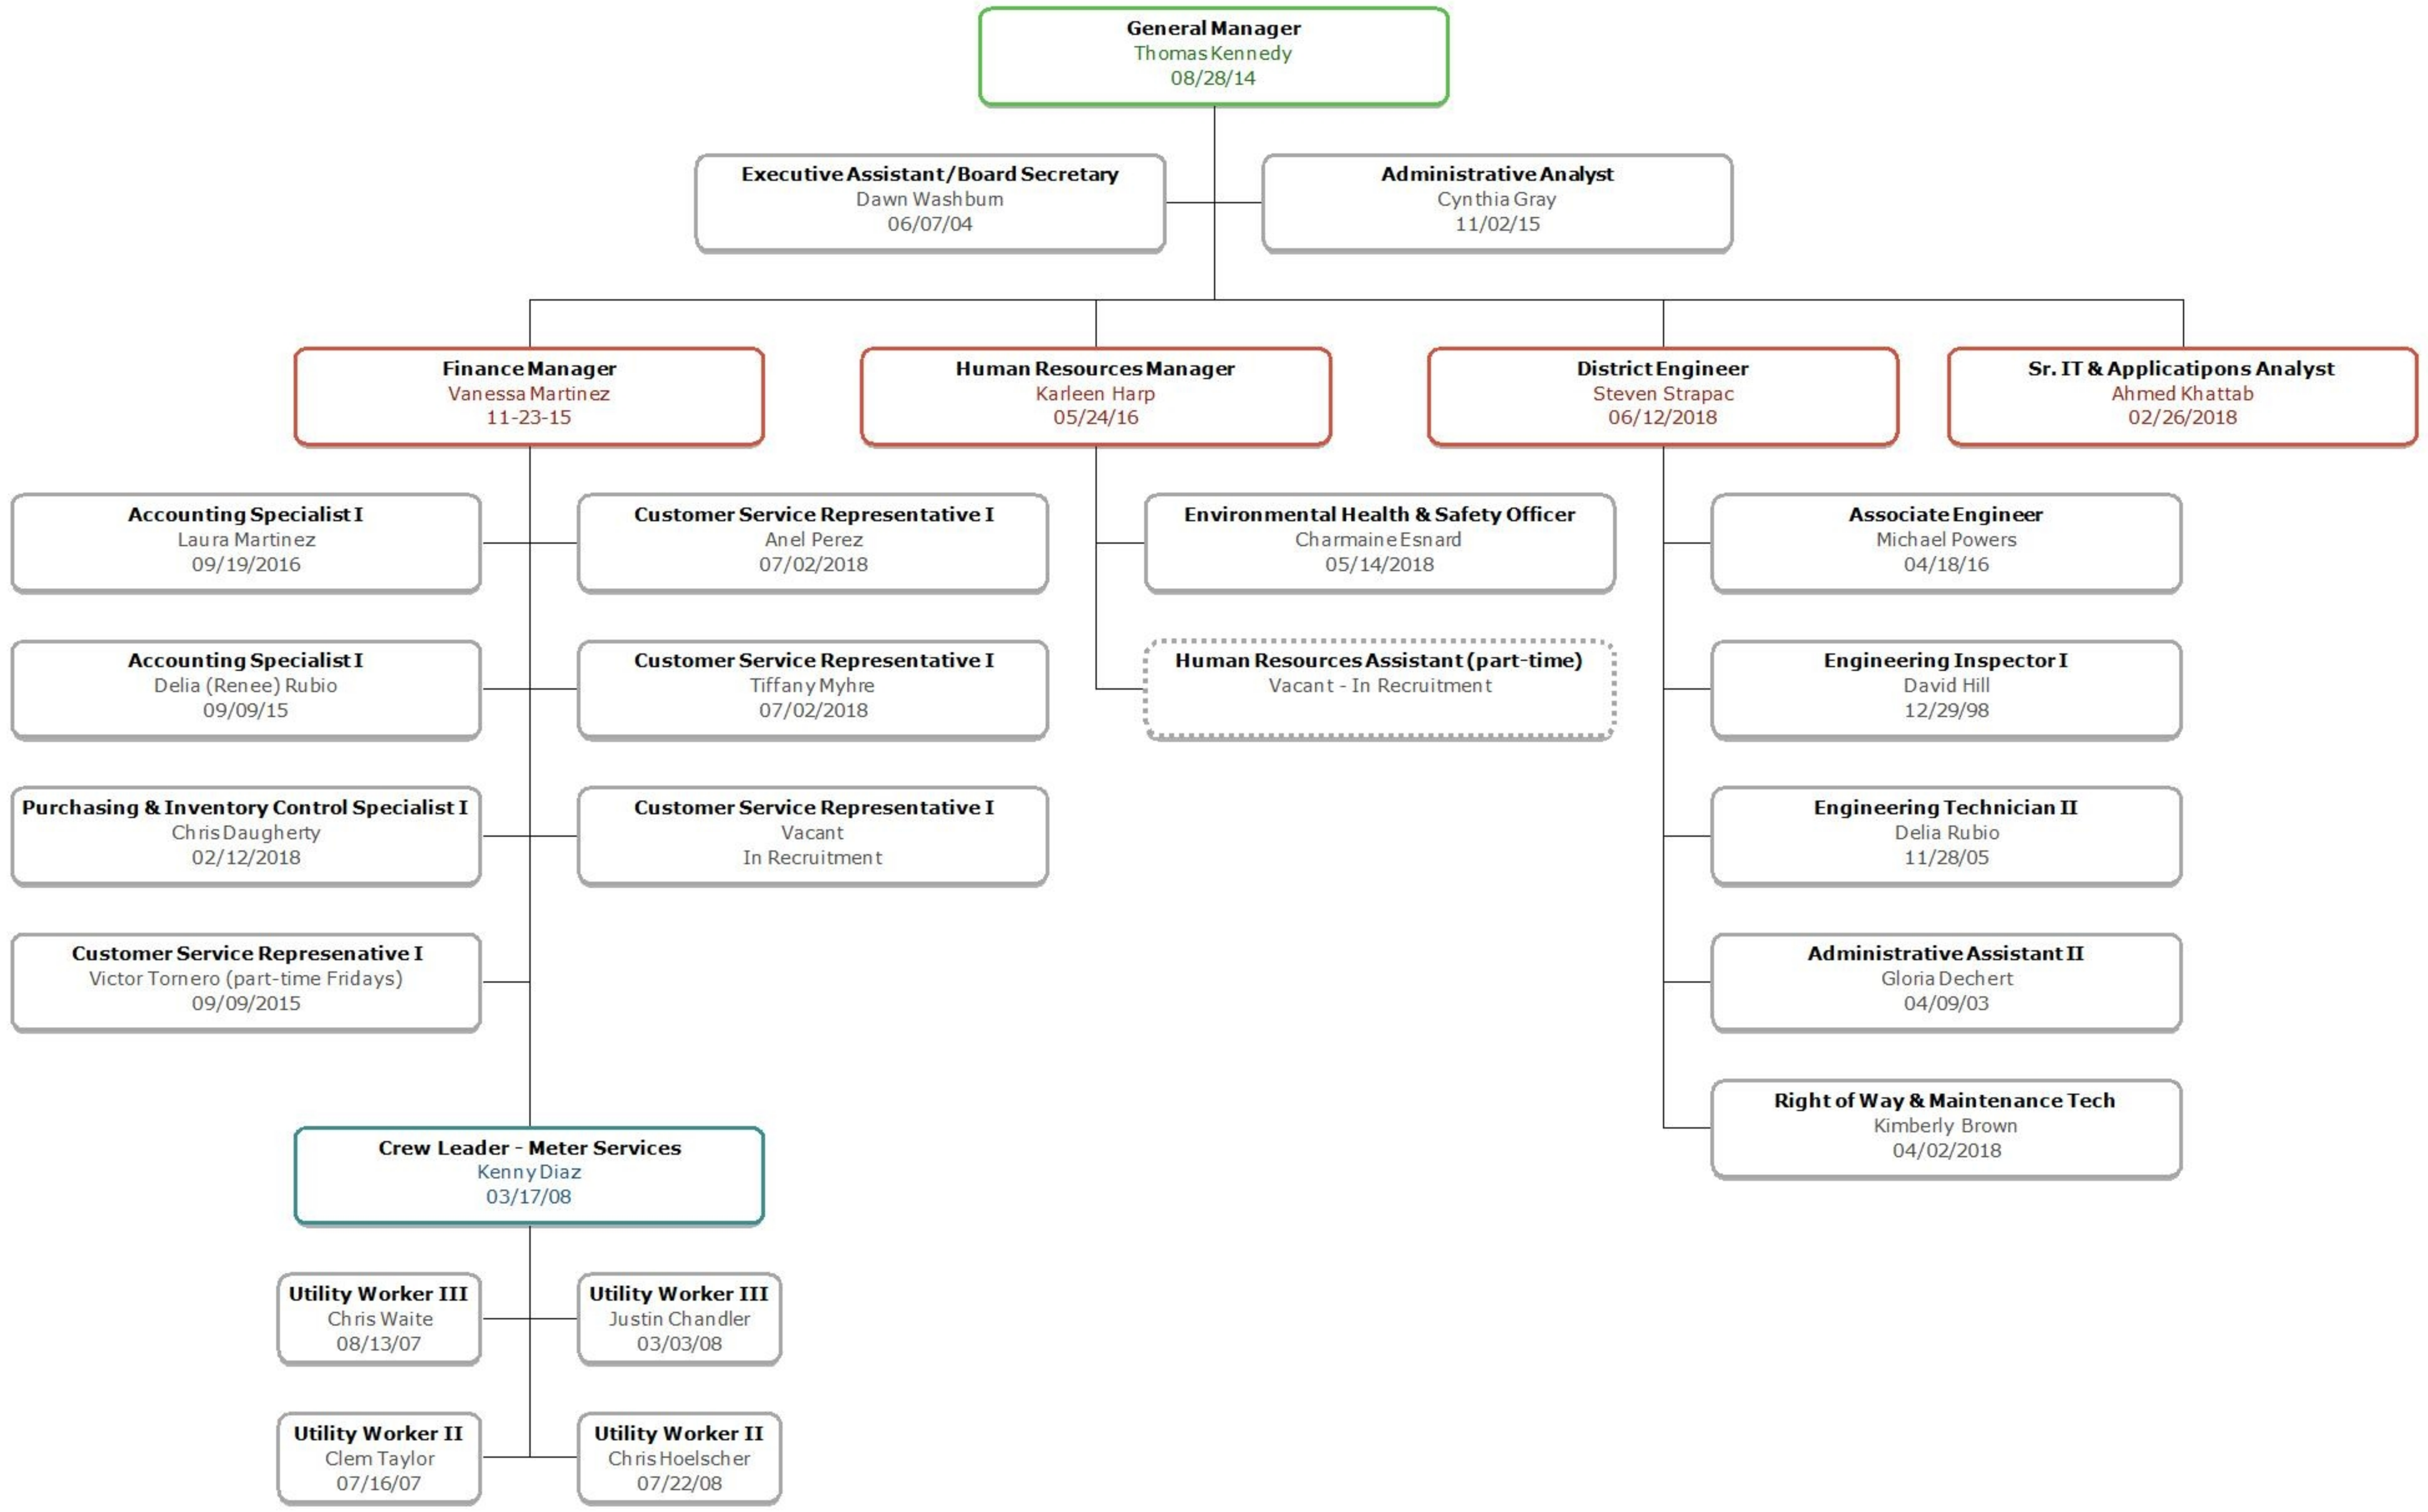 General Manager
Thomas Kennedy
08/28/14
Executive Assistant/Board Secretary
Dawn Washburn
06/07/04
Administrative Analyst
Cynthia Gray
11/02/15
Finance Manager
Vanessa Martinez
11-23-15
Human Resources Manager
Karleen Harp
05/24/16
District Engineer
Steven Strapac
06/12/2018
Sr. IT & Applicatipons Analyst
Ahmed Khattab
02/26/2018
Accounting Specialist I
Laura Martinez
09/19/2016
Customer Service Representative I
Anel Perez
07/02/2018
Environmental Health & Safety Officer
Charmaine Esnard
05/14/2018
Associate Engineer
Michael Powers
04/18/16
Accounting Specialist I
Delia (Renee) Rubio
09/09/15
Customer Service Representative I
Tiffany Myhre
07/02/2018
Human Resources Assistant (part-time)
Vacant - In Recruitment
Engineering Inspector I
David Hill
12/29/98
Purchasing & Inventory Control Specialist I
Chris Daugherty
02/12/2018
Customer Service Representative I
Vacant
In Recruitment
Engineering Technician II
Delia Rubio
11/28/05
Customer Service Represenative I
Victor Tornero (part-time Fridays)
09/09/2015
Administrative Assistant II
Gloria Dechert
04/09/03
Right of Way & Maintenance Tech
Kimberly Brown
04/02/2018
Crew Leader - Meter Services
Kenny Diaz
03/17/08
Utility Worker III
Chris Waite
08/13/07
Utility Worker III
Justin Chandler
03/03/08
Utility Worker II
Clem Taylor
07/16/07
Utility Worker II
Chris Hoelscher
07/22/08